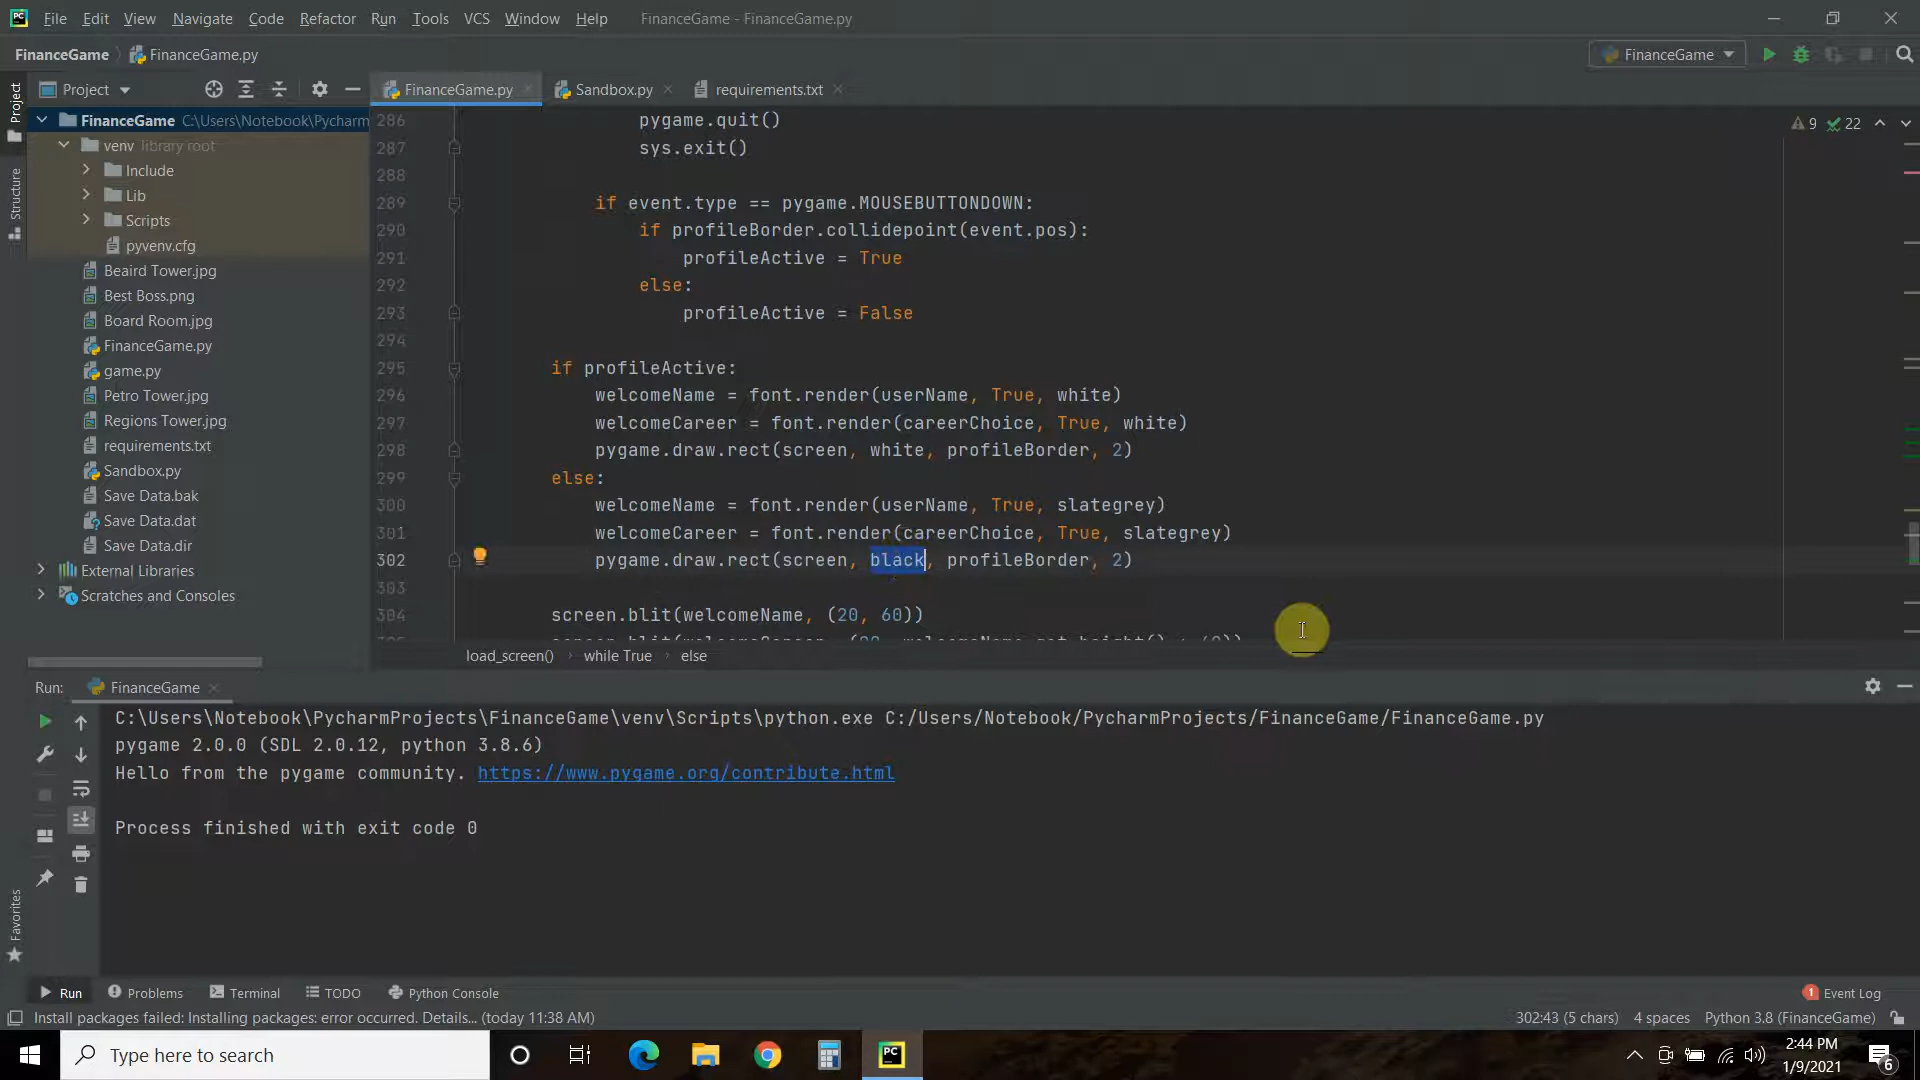 File Edit View Navigate Code Refactor Run Tools VCS Window Help FinanceGame - FinanceGame.py
FinanceGame FinanceGame.py FinanceGame
Project FinanceGame.py Sandbox.py requirements.txt
Project
Structure
Favorites
FinanceGame C:\Users\Notebook\Pycharm
venv library root
Include
Lib
Scripts
pyvenv.cfg
Beaird Tower.jpg
Best Boss.png
Board Room.jpg
FinanceGame.py
game.py
Petro Tower.jpg
Regions Tower.jpg
requirements.txt
Sandbox.py
Save Data.bak
Save Data.dat
Save Data.dir
External Libraries
Scratches and Consoles
9 22
286 pygame.quit()
287 sys.exit()
288
289 if event.type == pygame.MOUSEBUTTONDOWN:
290 if profileBorder.collidepoint(event.pos):
291 profileActive = True
292 else:
293 profileActive = False
294
295 if profileActive:
296 welcomeName = font.render(userName, True, white)
297 welcomeCareer = font.render(careerChoice, True, white)
298 pygame.draw.rect(screen, white, profileBorder, 2)
299 else:
300 welcomeName = font.render(userName, True, slategrey)
301 welcomeCareer = font.render(careerChoice, True, slategrey)
302 pygame.draw.rect(screen, black, profileBorder, 2)
303
304 screen.blit(welcomeName, (20, 60))
load_screen() while True else
Run: FinanceGame
C:\Users\Notebook\PycharmProjects\FinanceGame\venv\Scripts\python.exe C:/Users/Notebook/PycharmProjects/FinanceGame/FinanceGame.py
pygame 2.0.0 (SDL 2.0.12, python 3.8.6)
Hello from the pygame community. https://www.pygame.org/contribute.html
Process finished with exit code 0
Run Problems Terminal TODO Python Console 1 Event Log
Install packages failed: Installing packages: error occurred. Details... (today 11:38 AM) 302:43 (5 chars) 4 spaces Python 3.8 (FinanceGame)
Type here to search
PC
2:44 PM
1/9/2021
6